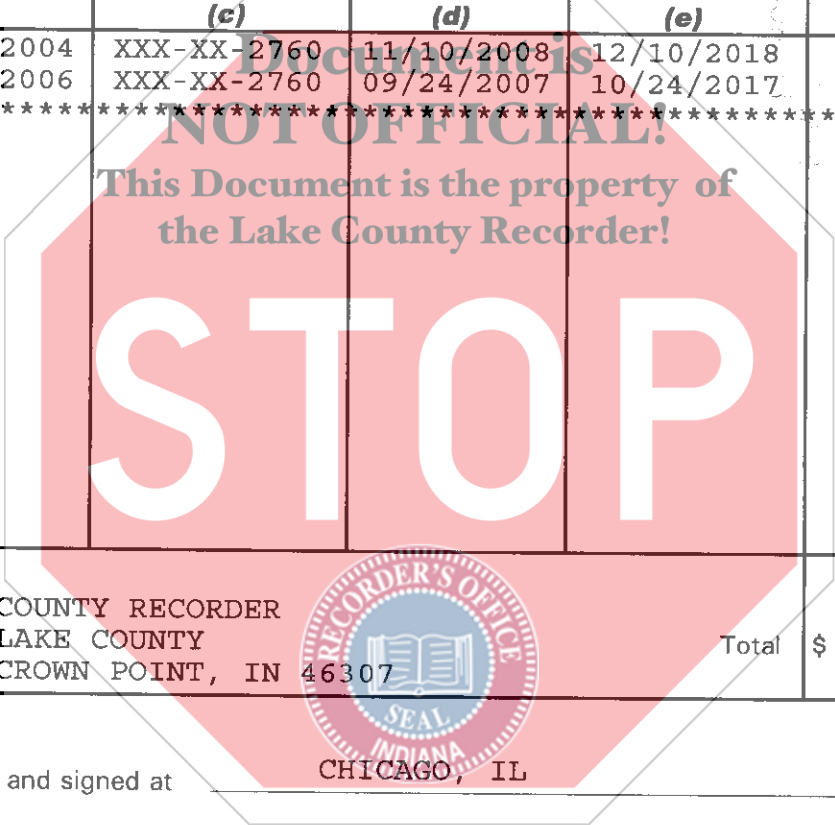 (c) (d) (e)
2004 XXX-XX-2760 11/10/2008 12/10/2018
2006 XXX-XX-2760 09/24/2007 10/24/2017
Document is
NOT OFFICIAL!
This Document is the property of
the Lake County Recorder!
STOP
COUNTY RECORDER
LAKE COUNTY
CROWN POINT, IN 46307
Total $
RECORDER'S OFFICE
SEAL
INDIANA
and signed at CHICAGO, IL